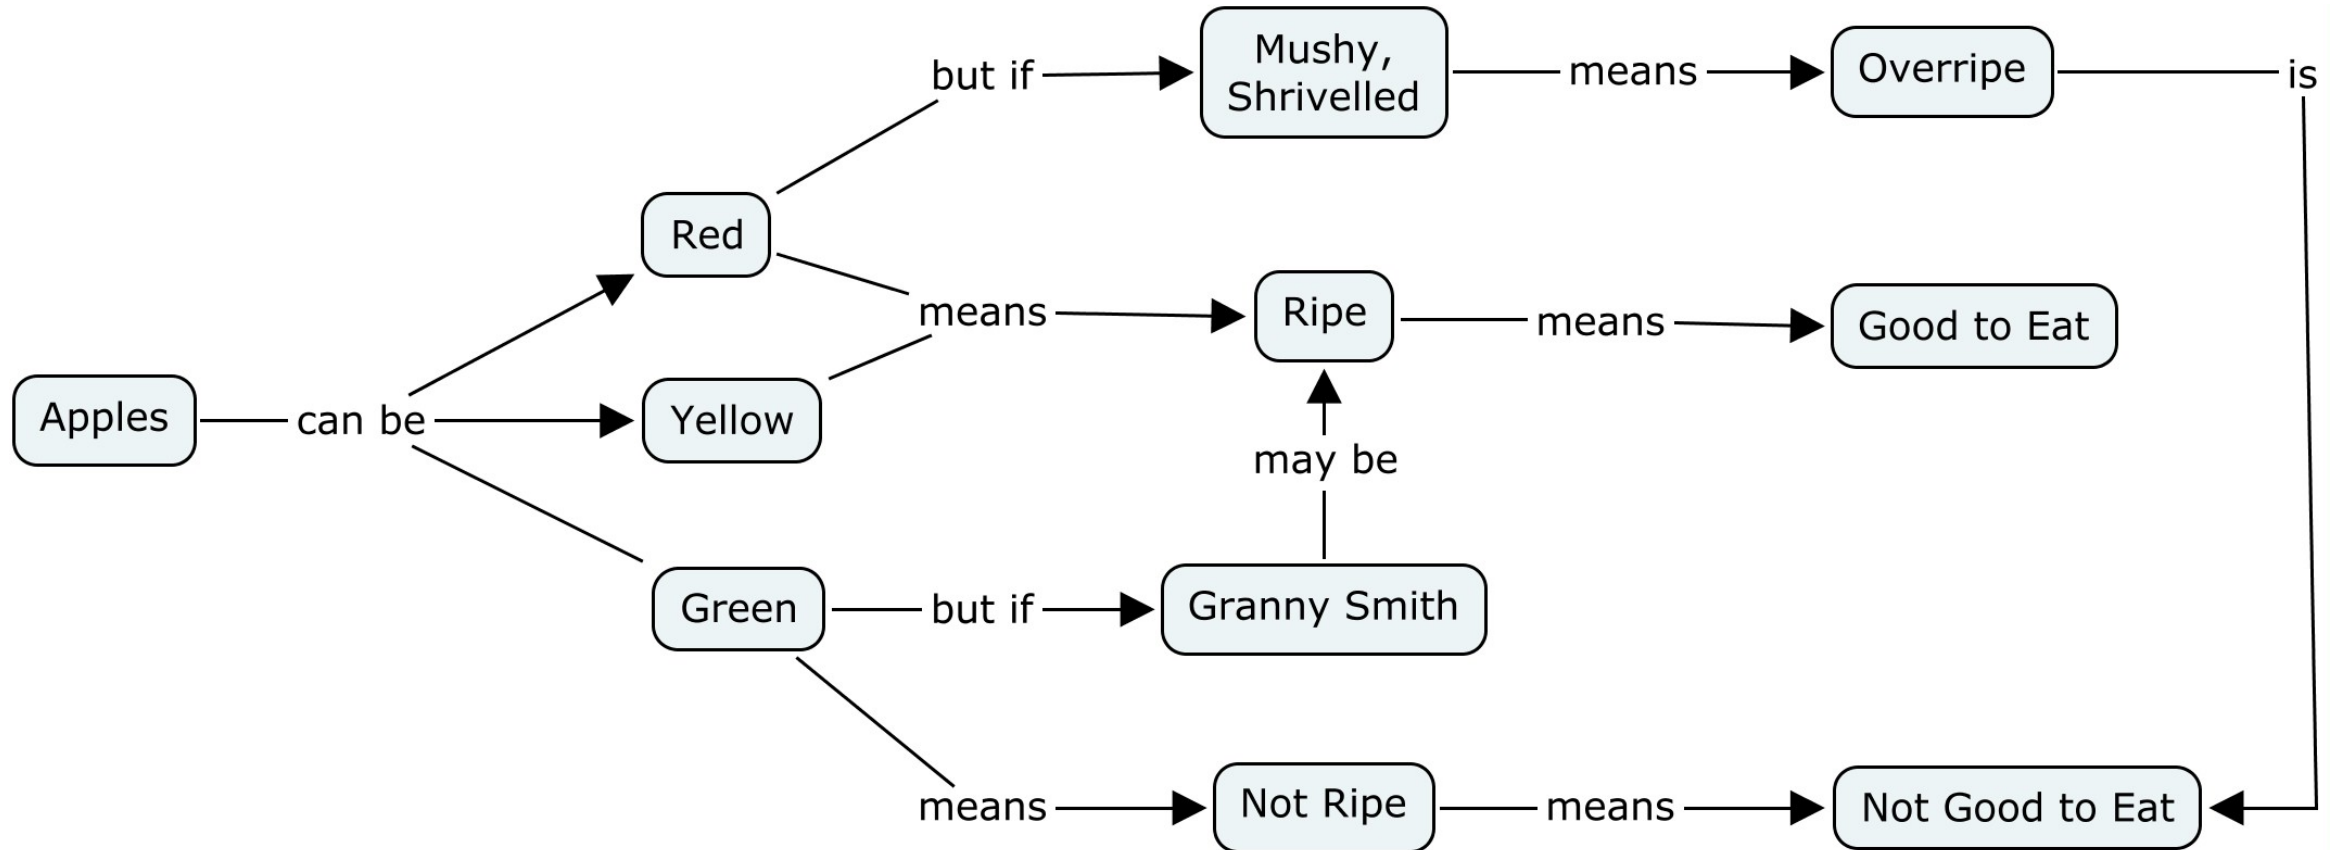 Mushy,
Shrivelled
but if
means
Overripe
is
Red
means
Ripe
means
Good to Eat
Apples
can be
Yellow
may be
Green
but if
Granny Smith
means
Not Ripe
means
Not Good to Eat